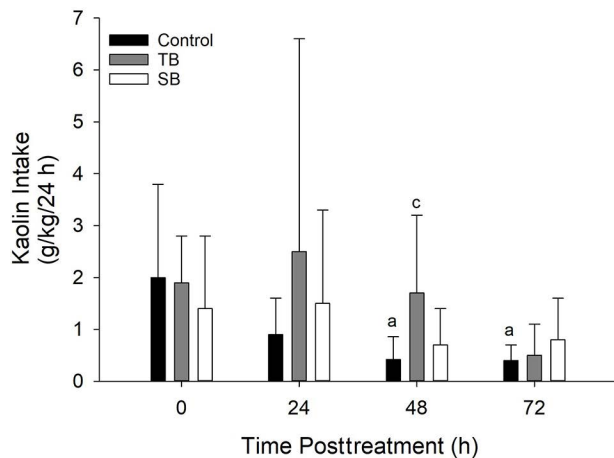 7
6
5
4
3
2
1
0
Kaolin Intake
(g/kg/24 h)
Control
TB
SB
a
c
a
0 24 48 72
Time Posttreatment (h)